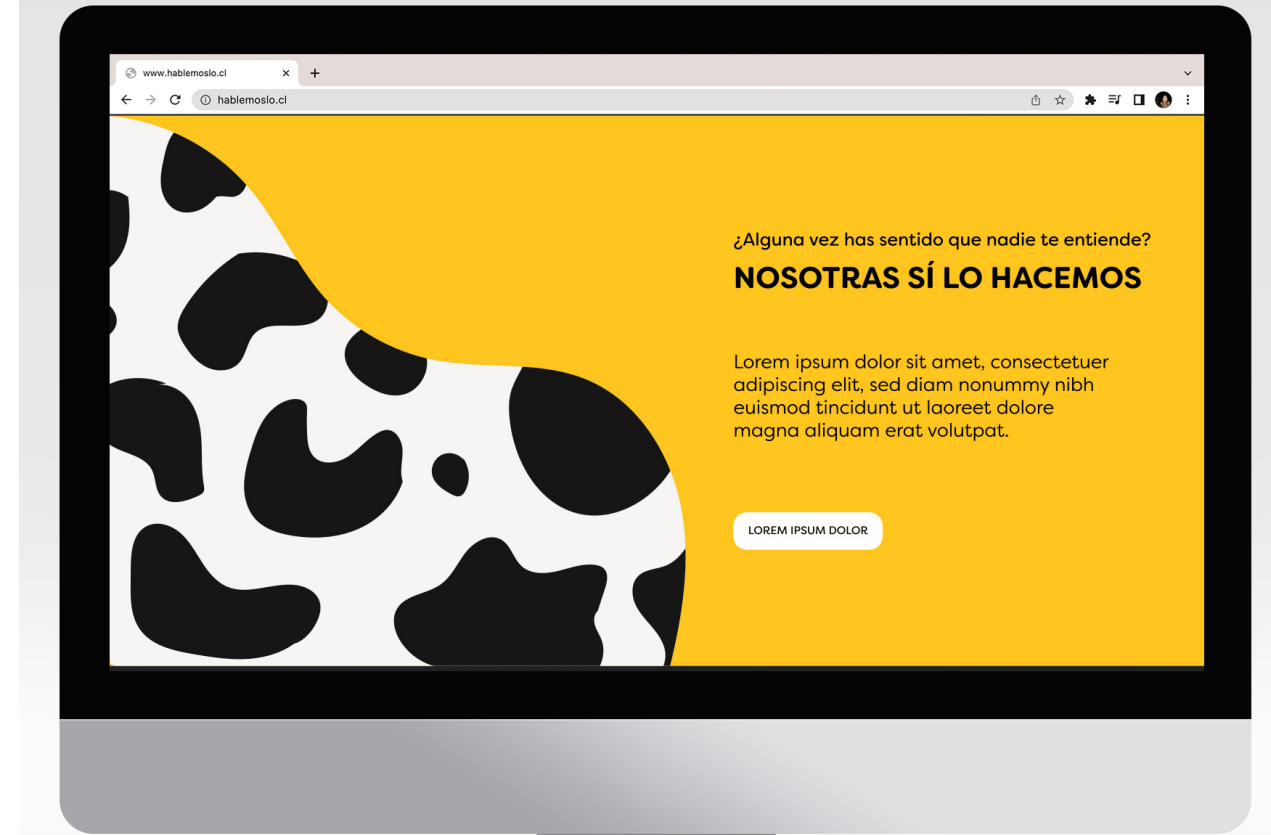 www.hablemoslo.cl
hablemoslo.cl
¿Alguna vez has sentido que nadie te entiende?
NOSOTRAS SÍ LO HACEMOS
Lorem ipsum dolor sit amet, consectetuer
adipiscing elit, sed diam nonummy nibh
euismod tincidunt ut laoreet dolore
magna aliquam erat volutpat.
LOREM IPSUM DOLOR